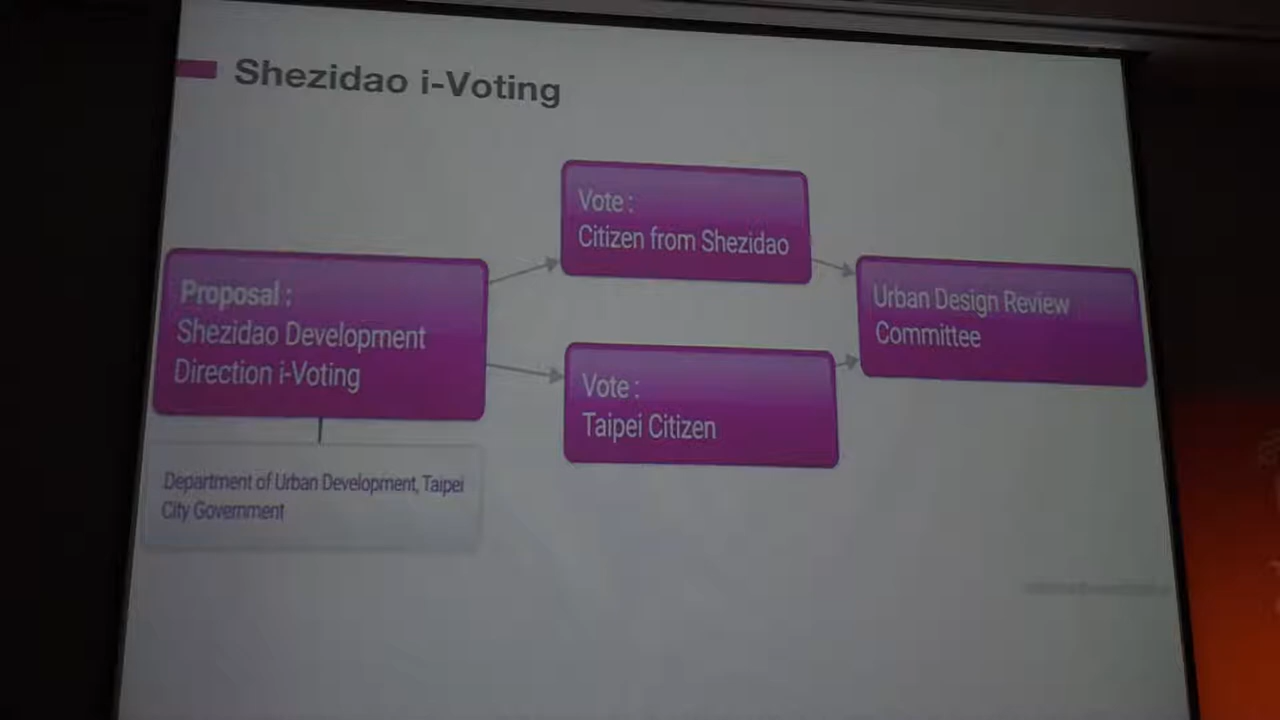 Shezidao i-Voting
Vote :
Citizen from Shezidao
Proposal :
Shezidao Development
Direction i-Voting
Urban Design Review
Committee
Vote :
Taipei Citizen
Department of Urban Development, Taipei
City Government